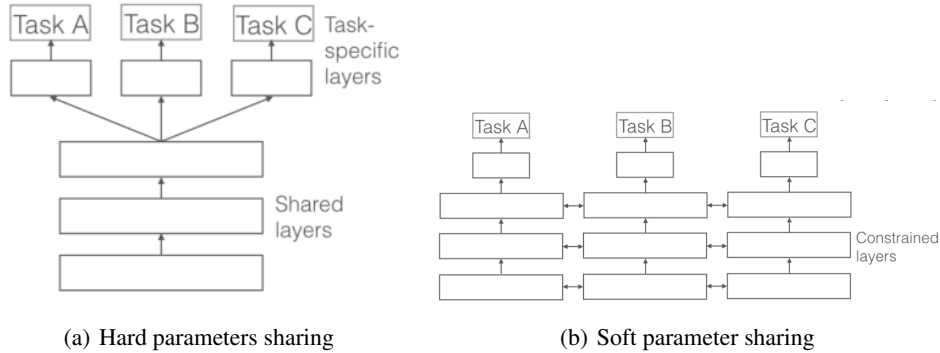 Task A Task B Task C Task-
specific
layers
Shared
layers
Task A Task B Task C
Constrained
layers
(a) Hard parameters sharing
(b) Soft parameter sharing